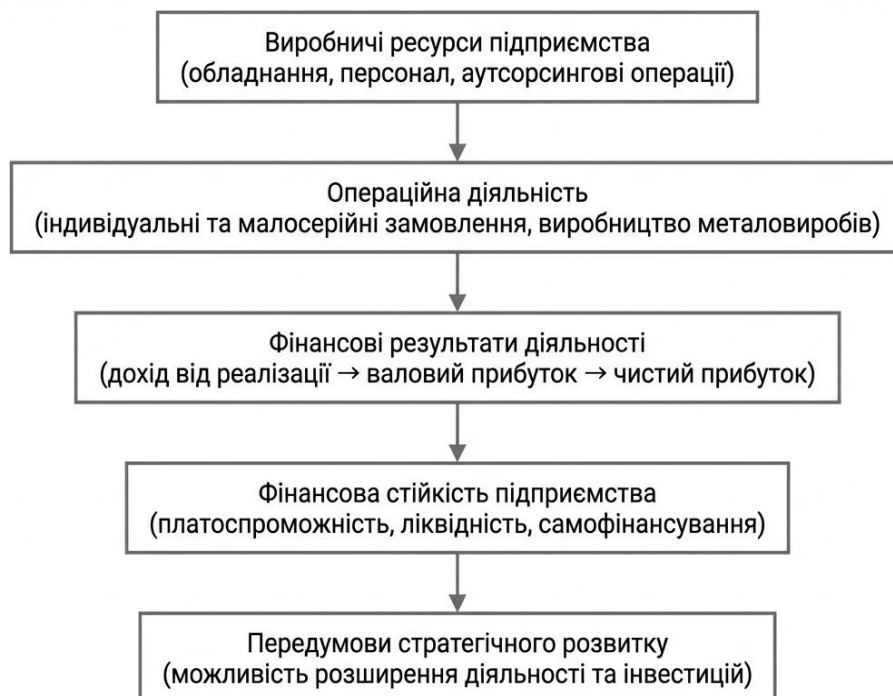 Виробничі ресурси підприємства
(обладнання, персонал, аутсорсингові операції)
Операційна діяльність
(індивідуальні та малосерійні замовлення, виробництво металовиробів)
Фінансові результати діяльності
(дохід від реалізації → валовий прибуток → чистий прибуток)
Фінансова стійкість підприємства
(платоспроможність, ліквідність, самофінансування)
Передумови стратегічного розвитку
(можливість розширення діяльності та інвестицій)